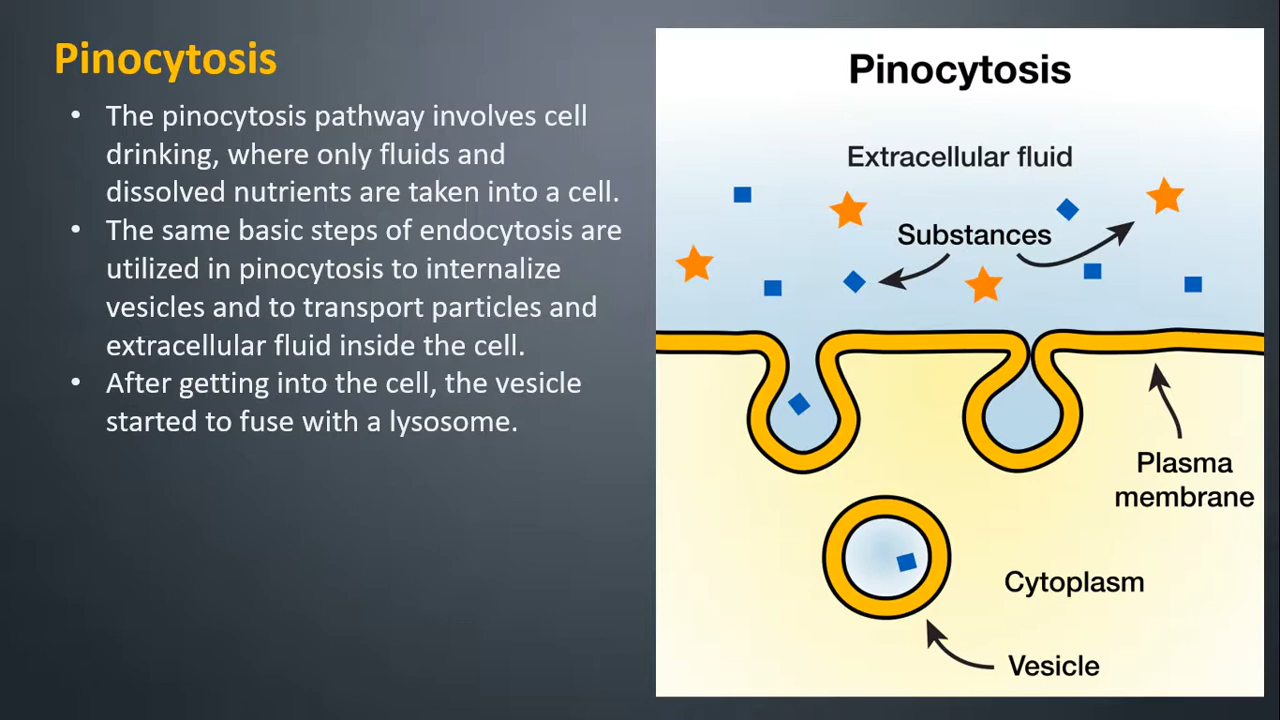 Pinocytosis
• The pinocytosis pathway involves cell
drinking, where only fluids and
dissolved nutrients are taken into a cell.
• The same basic steps of endocytosis are
utilized in pinocytosis to internalize
vesicles and to transport particles and
extracellular fluid inside the cell.
• After getting into the cell, the vesicle
started to fuse with a lysosome.
Pinocytosis
Extracellular fluid
Substances
Plasma
membrane
Cytoplasm
Vesicle